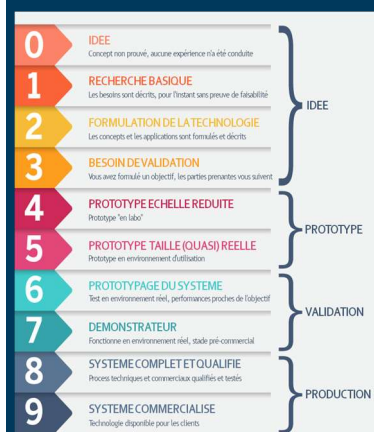 0
IDEE
Concept non prouvé, aucune expérience n'a été conduite
1
RECHERCHE BASIQUE
Les besoins sont décrits, pour l'instant sans preuve de faisabilité
IDEE
2
FORMULATION DE LA TECHNOLOGIE
Les concepts et les applications sont formulés et décrits
3
BESOIN DE VALIDATION
Vous avez formulé un objectif, les parties prenantes vous suivent
4
PROTOTYPE ECHELLE REDUITE
Prototype "en labo"
PROTOTYPE
5
PROTOTYPE TAILLE (QUASI) REELLE
Prototype en environnement d'utilisation
6
PROTOTYPAGE DU SYSTEME
Test en environnement réel, performances proches de l'objectif
VALIDATION
7
DEMONSTRATEUR
Fonctionne en environnement réel, stade pré-commercial
8
SYSTEME COMPLET ET QUALIFIE
Process techniques et commerciaux qualifiés et testés
PRODUCTION
9
SYSTEME COMMERCIALISE
Technologie disponible pour les clients